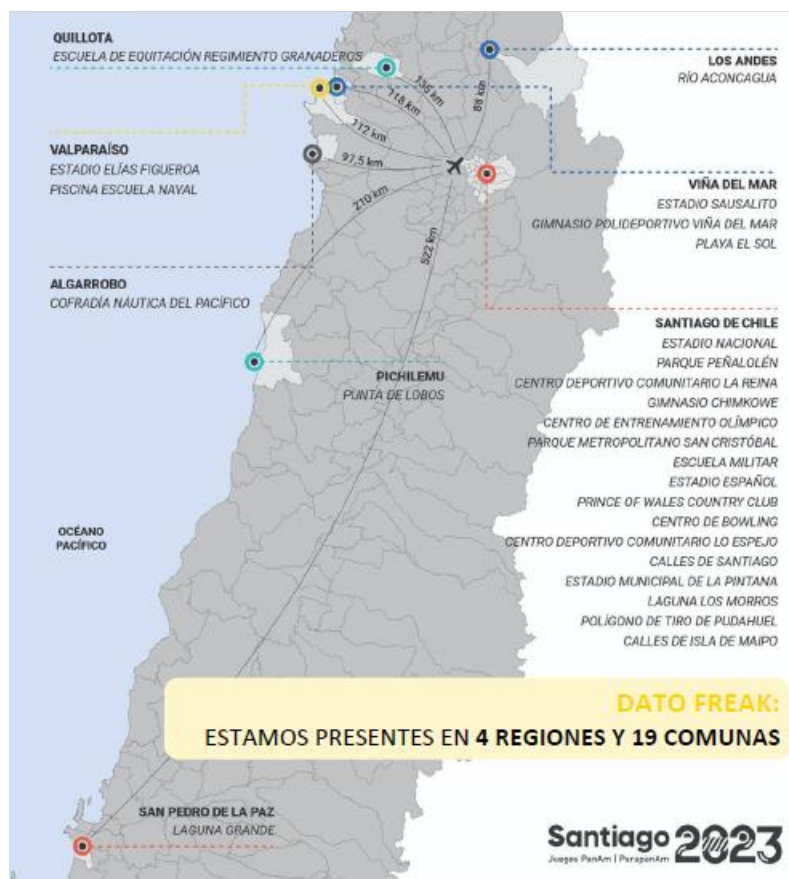 QUILLOTA
ESCUELA DE EQUITACIÓN REGIMIENTO GRANADEROS
LOS ANDES
RÍO ACONCAGUA
135 km
118 km
88 km
112 km
97,5 km
210 km
522 km
VALPARAÍSO
ESTADIO ELÍAS FIGUEROA
PISCINA ESCUELA NAVAL
VIÑA DEL MAR
ESTADIO SAUSALITO
GIMNASIO POLIDEPORTIVO VIÑA DEL MAR
PLAYA EL SOL
ALGARROBO
COFRADÍA NÁUTICA DEL PACÍFICO
SANTIAGO DE CHILE
ESTADIO NACIONAL
PARQUE PEÑALOLÉN
CENTRO DEPORTIVO COMUNITARIO LA REINA
GIMNASIO CHIMKOWE
CENTRO DE ENTRENAMIENTO OLÍMPICO
PARQUE METROPOLITANO SAN CRISTÓBAL
ESCUELA MILITAR
ESTADIO ESPAÑOL
PRINCE OF WALES COUNTRY CLUB
CENTRO DE BOWLING
CENTRO DEPORTIVO COMUNITARIO LO ESPEJO
CALLES DE SANTIAGO
ESTADIO MUNICIPAL DE LA PINTANA
LAGUNA LOS MORROS
POLÍGONO DE TIRO DE PUDAHUEL
CALLES DE ISLA DE MAIPO
PICHILEMU
PUNTA DE LOBOS
OCÉANO
PACÍFICO
DATO FREAK:
ESTAMOS PRESENTES EN 4 REGIONES Y 19 COMUNAS
SAN PEDRO DE LA PAZ
LAGUNA GRANDE
Santiago 2023
Juegos PanAm | ParapanAm